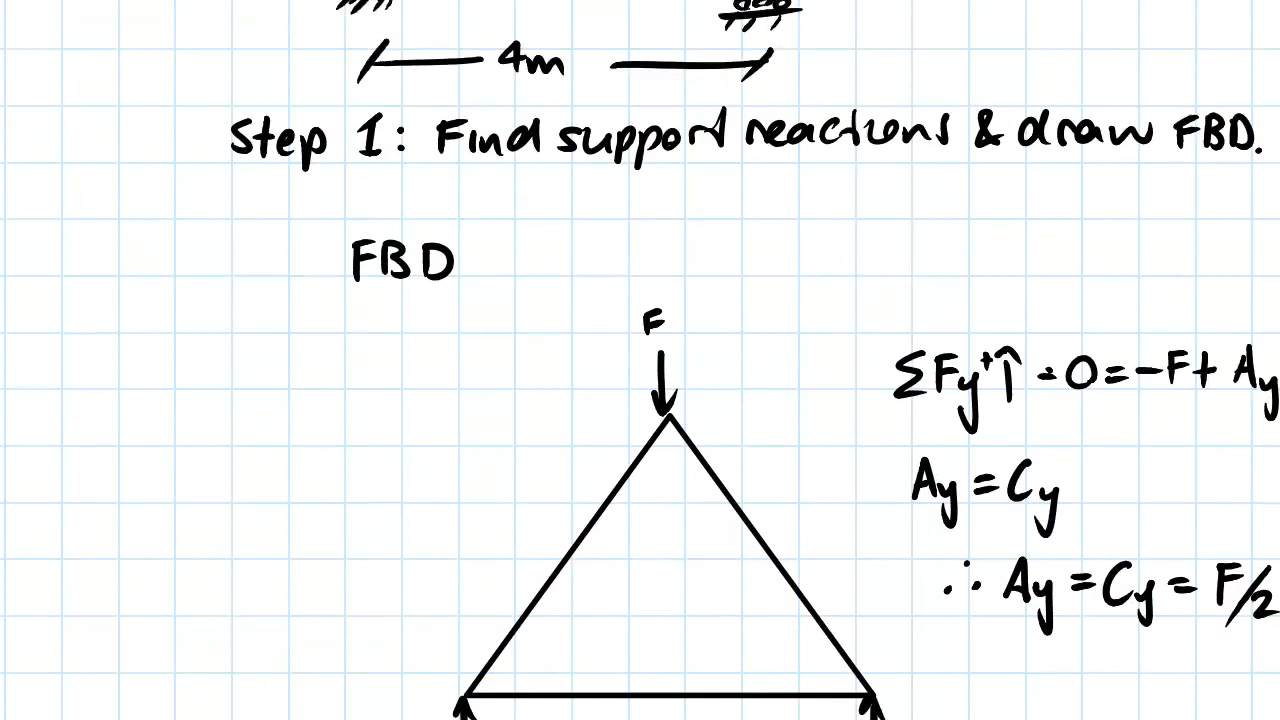 4m
Step 1: Find support reactions & draw FBD.
FBD
F
ΣFy+↑ = 0 = -F + Ay
Ay = Cy
∴ Ay = Cy = F/2